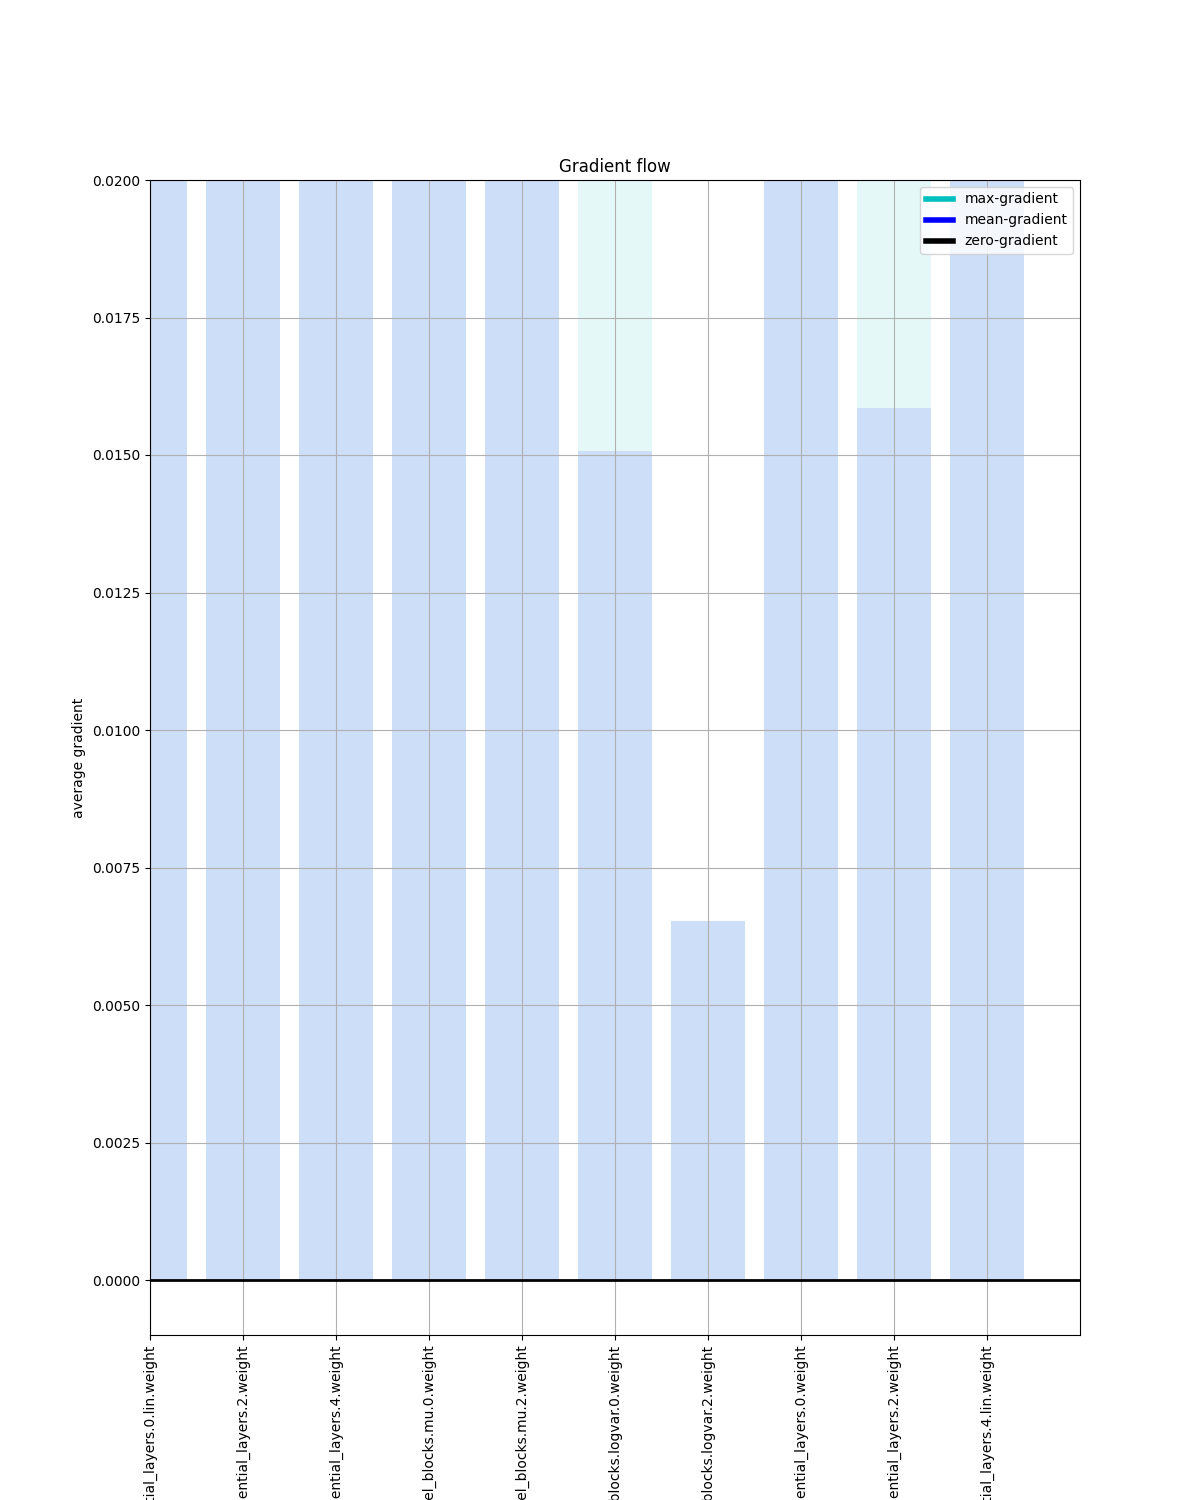 Gradient flow
max-gradient
mean-gradient
zero-gradient
0.0200
0.0175
0.0150
0.0125
0.0100
0.0075
0.0050
0.0025
0.0000
average gradient
tial_layers.0.lin.weight
ential_layers.2.weight
ential_layers.4.weight
el_blocks.mu.0.weight
el_blocks.mu.2.weight
blocks.logvar.0.weight
blocks.logvar.2.weight
ential_layers.0.weight
ential_layers.2.weight
tial_layers.4.lin.weight